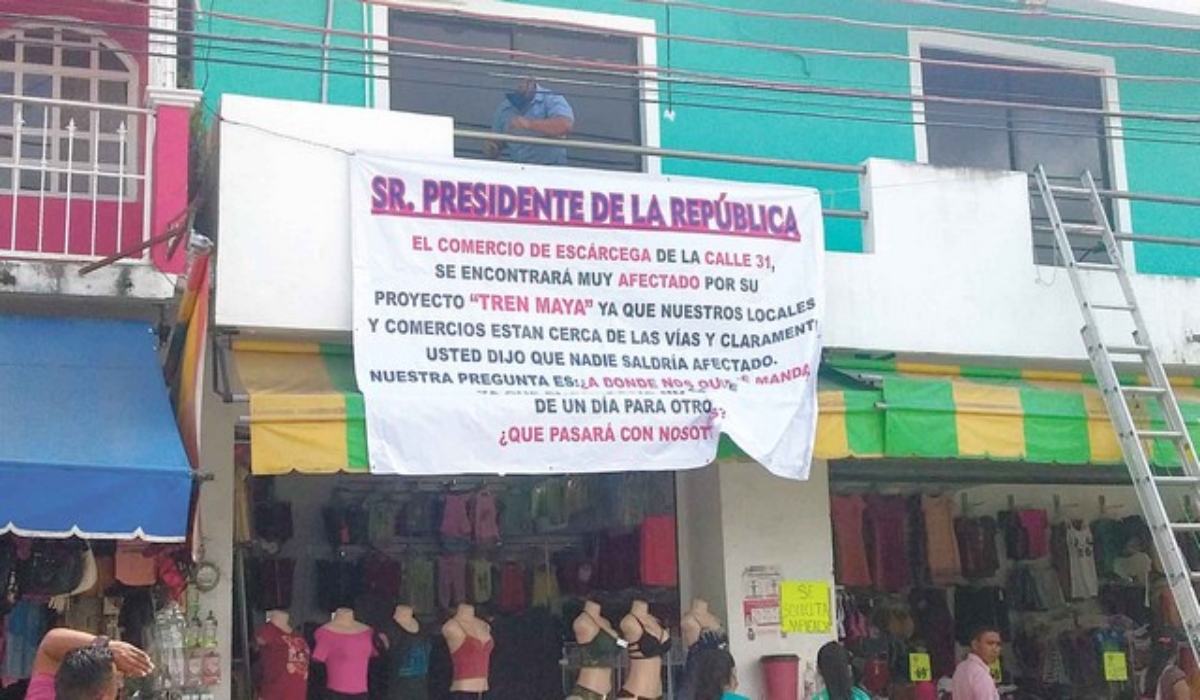 SR. PRESIDENTE DE LA REPÚBLICA
EL COMERCIO DE ESCÁRCEGA DE LA CALLE 31,
SE ENCONTRARÁ MUY AFECTADO POR SU
PROYECTO "TREN MAYA" YA QUE NUESTROS LOCALES
Y COMERCIOS ESTAN CERCA DE LAS VÍAS Y CLARAMENT
USTED DIJO QUE NADIE SALDRÍA AFECTADO.
NUESTRA PREGUNTA ES: ¿A DONDE NOS MANDA
DE UN DÍA PARA OTRO
¿QUE PASARÁ CON NOSOT
SE
SOLICITA